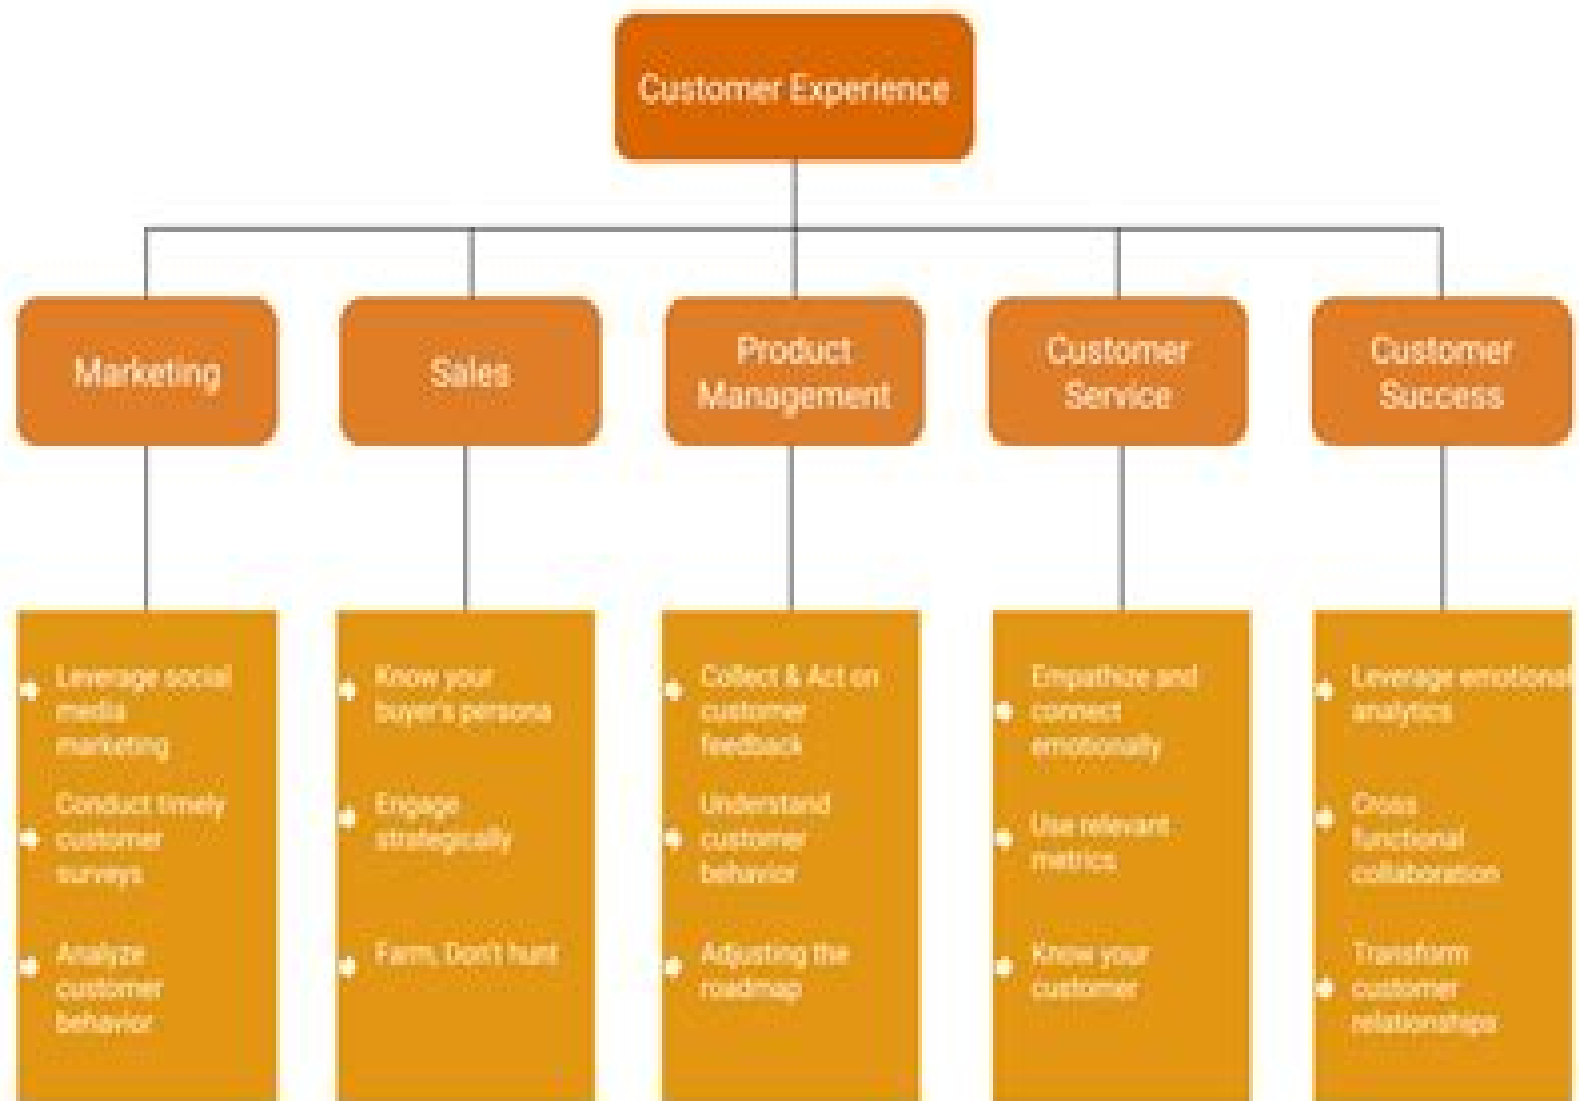 Customer Experience
Marketing
Sales
Product
Management
Customer
Service
Customer
Success
Leverage social
media
marketing
Conduct timely
customer
surveys
Analyze
customer
behavior
Know your
buyer's persona
Engage
strategically
Farm, Don't hunt
Collect & Act on
customer
feedback
Understand
customer
behavior
Adjusting the
roadmap
Empathize and
connect
emotionally
Use relevant
metrics
Know your
customer
Leverage emotional
analytics
Cross
functional
collaboration
Transform
customer
relationships